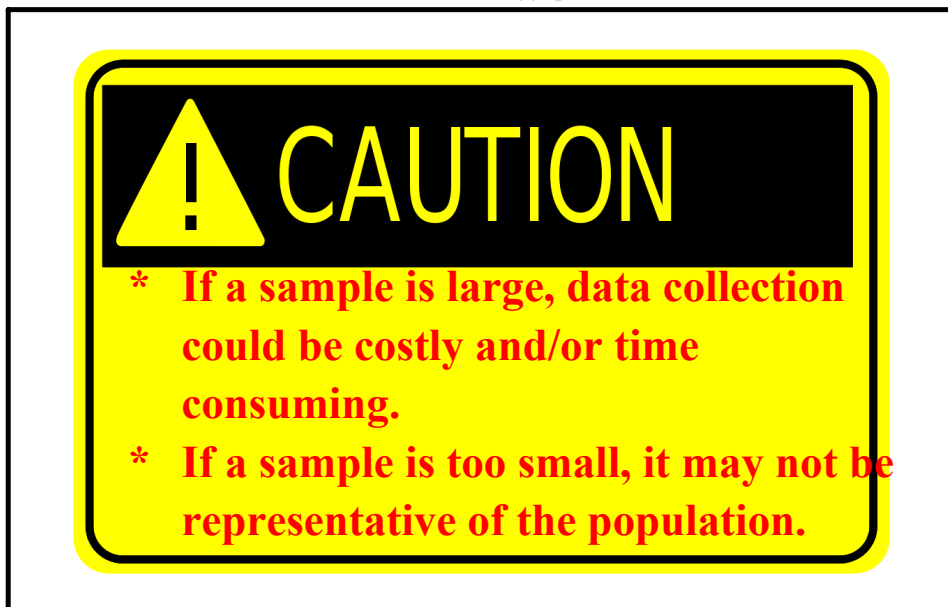 ! CAUTION
* If a sample is large, data collection
could be costly and/or time
consuming.
* If a sample is too small, it may not be
representative of the population.